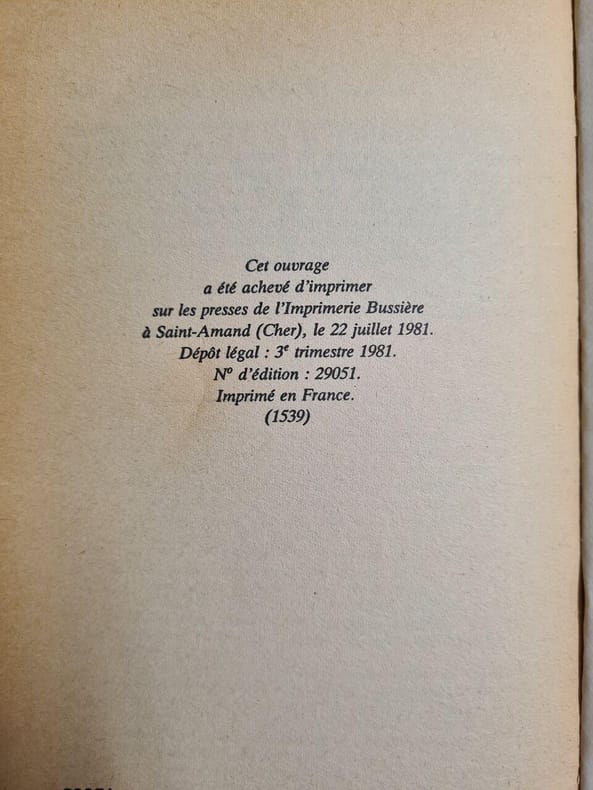 Cet ouvrage
a été achevé d'imprimer
sur les presses de l'Imprimerie Bussière
à Saint-Amand (Cher), le 22 juillet 1981.
Dépôt légal : 3e trimestre 1981.
No d'édition : 29051.
Imprimé en France.
(1539)